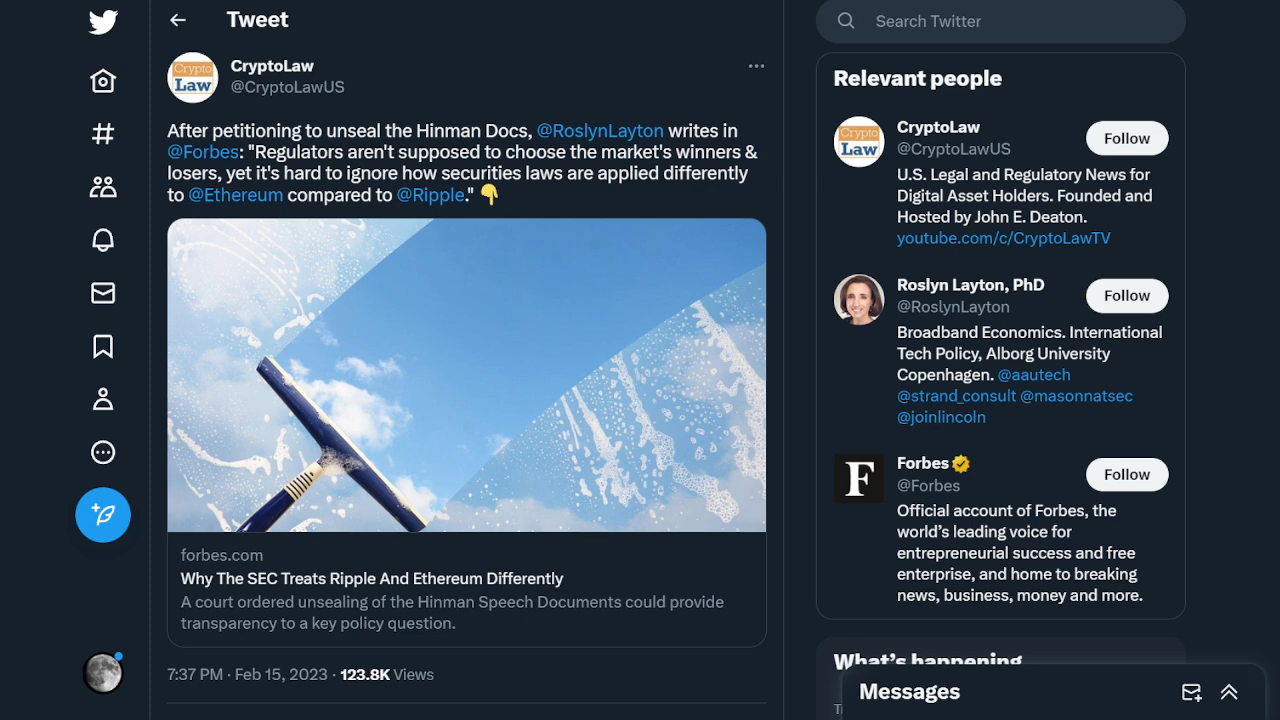 Tweet
Search Twitter
CryptoLaw
@CryptoLawUS
Crypto
Law
After petitioning to unseal the Hinman Docs, @RoslynLayton writes in
@Forbes: "Regulators aren't supposed to choose the market's winners &
losers, yet it's hard to ignore how securities laws are applied differently
to @Ethereum compared to @Ripple." 👇
forbes.com
Why The SEC Treats Ripple And Ethereum Differently
A court ordered unsealing of the Hinman Speech Documents could provide
transparency to a key policy question.
7:37 PM · Feb 15, 2023 · 123.8K Views
Relevant people
Crypto
Law
CryptoLaw
@CryptoLawUS
Follow
U.S. Legal and Regulatory News for
Digital Asset Holders. Founded and
Hosted by John E. Deaton.
youtube.com/c/CryptoLawTV
Roslyn Layton, PhD
@RoslynLayton
Follow
Broadband Economics. International
Tech Policy, Alborg University
Copenhagen. @aautech
@strand_consult @masonnatsec
@joinlincoln
F
Forbes
@Forbes
Follow
Official account of Forbes, the
world's leading voice for
entrepreneurial success and free
enterprise, and home to breaking
news, business, money and more.
What's happening
Messages